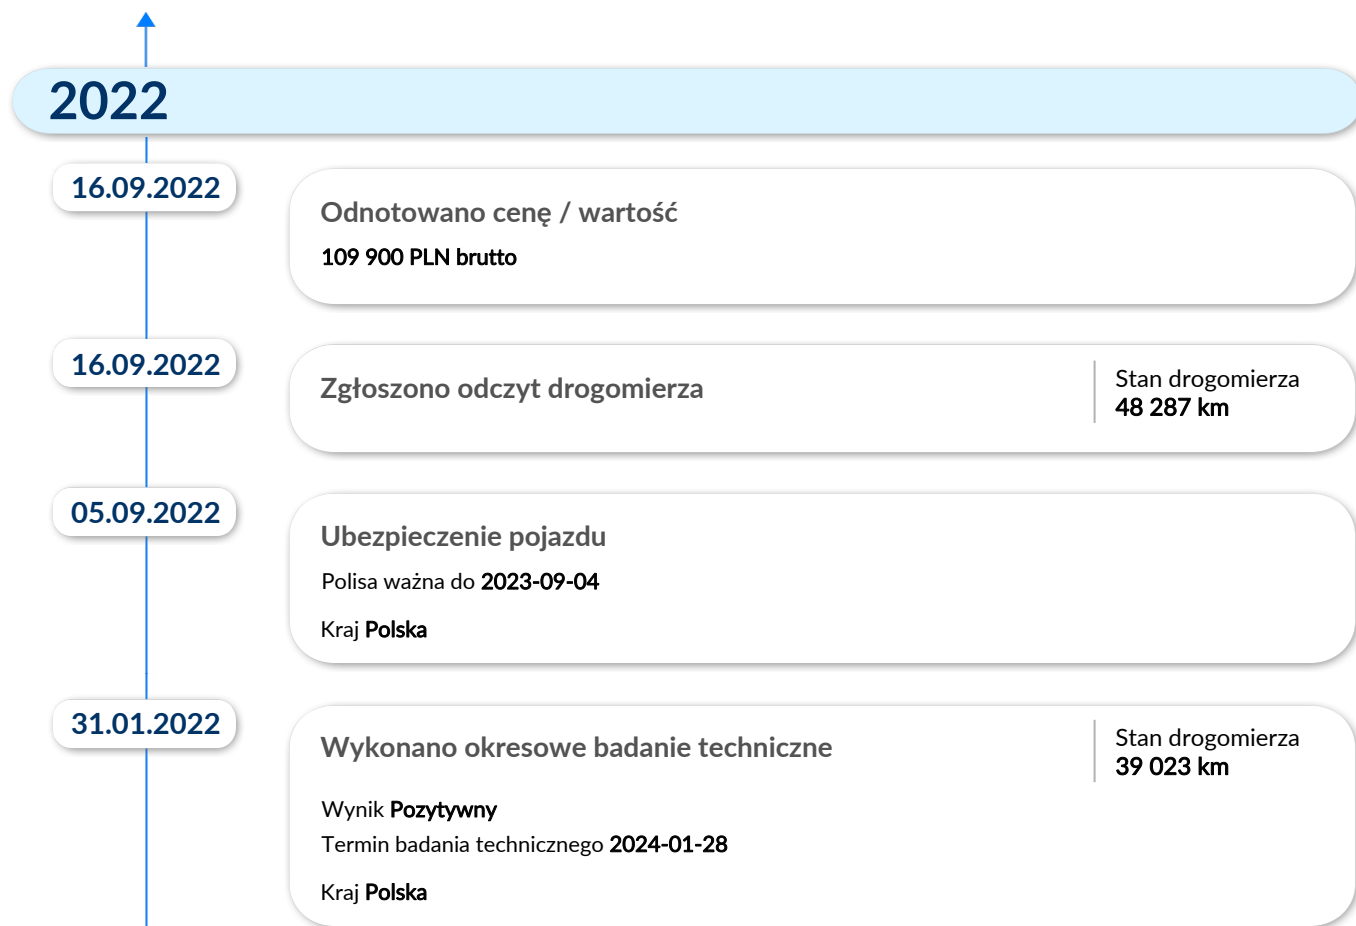 2022
16.09.2022
Odnotowano cenę / wartość
109 900 PLN brutto
16.09.2022
Zgłoszono odczyt drogomierza
Stan drogomierza
48 287 km
05.09.2022
Ubezpieczenie pojazdu
Polisa ważna do 2023-09-04
Kraj Polska
31.01.2022
Wykonano okresowe badanie techniczne
Stan drogomierza
39 023 km
Wynik Pozytywny
Termin badania technicznego 2024-01-28
Kraj Polska